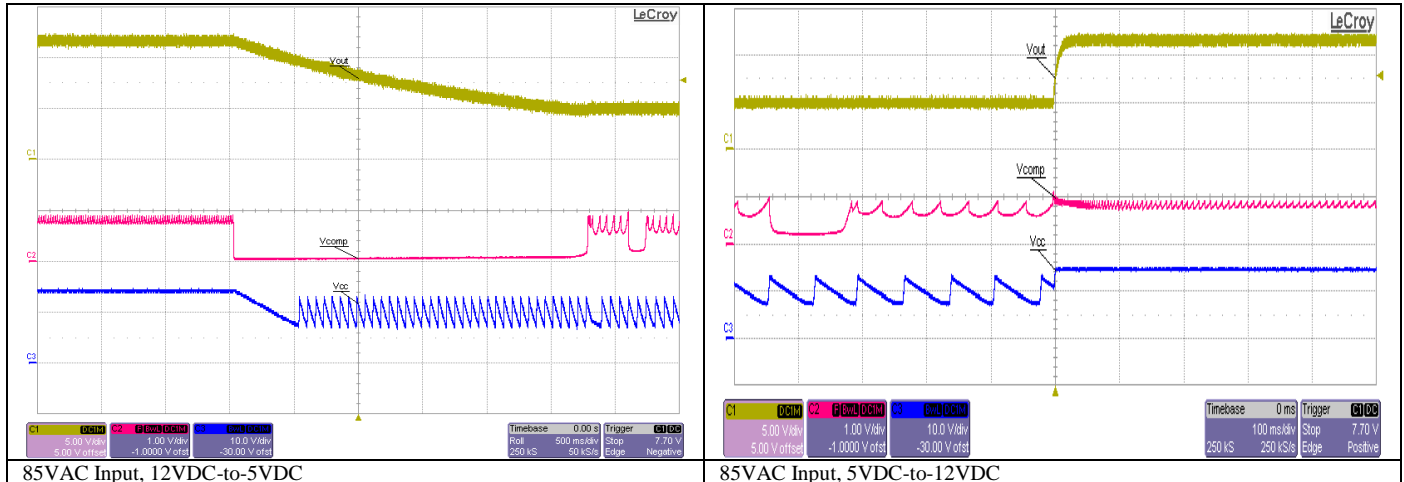 LeCroy
Vout
C1
Vcomp
C2
Vcc
C3
C1 DC1M
5.00 V/div
5.00 V offset
C2 F BwL DC1M
1.00 V/div
-1.0000 V ofst
10.0 V/div
-30.00 V ofst
Timebase 0.00 s
Roll 500 ms/div
250 kS 50 kS/s
Trigger C1 DC
Stop 7.70 V
Edge Negative
85VAC Input, 12VDC-to-5VDC
LeCroy
Vout
C1
Vcomp
C2
Vcc
C3
C1 DC1M
5.00 V/div
5.00 V offset
C2 F BwL DC1M
1.00 V/div
-1.0000 V ofst
10.0 V/div
-30.00 V ofst
Timebase 0 ms
100 ms/div
250 kS 250 kS/s
Trigger C1 DC
Stop 7.70 V
Edge Positive
85VAC Input, 5VDC-to-12VDC